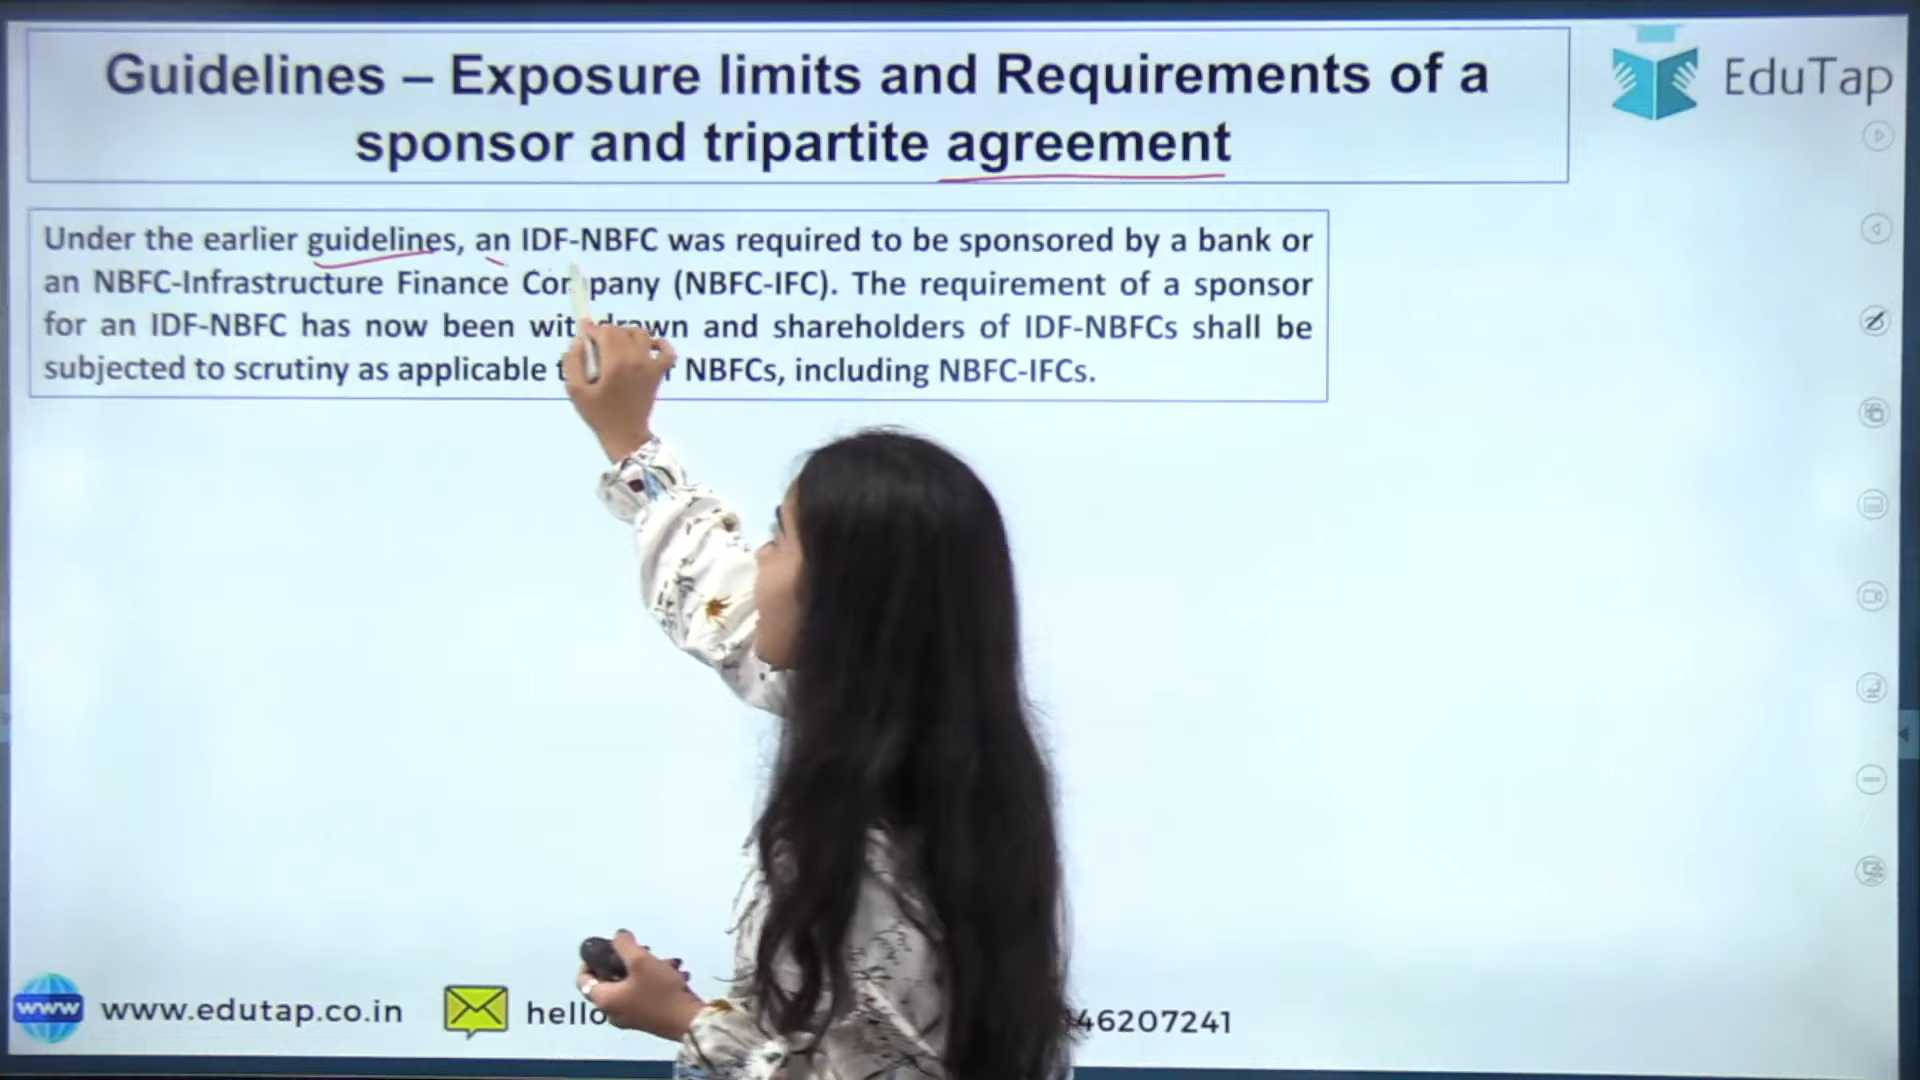 Guidelines – Exposure limits and Requirements of a
sponsor and tripartite agreement
EduTap
Under the earlier guidelines, an IDF-NBFC was required to be sponsored by a bank or
an NBFC-Infrastructure Finance Company (NBFC-IFC). The requirement of a sponsor
for an IDF-NBFC has now been withdrawn and shareholders of IDF-NBFCs shall be
subjected to scrutiny as applicable NBFCs, including NBFC-IFCs.
www www.edutap.co.in hello 46207241